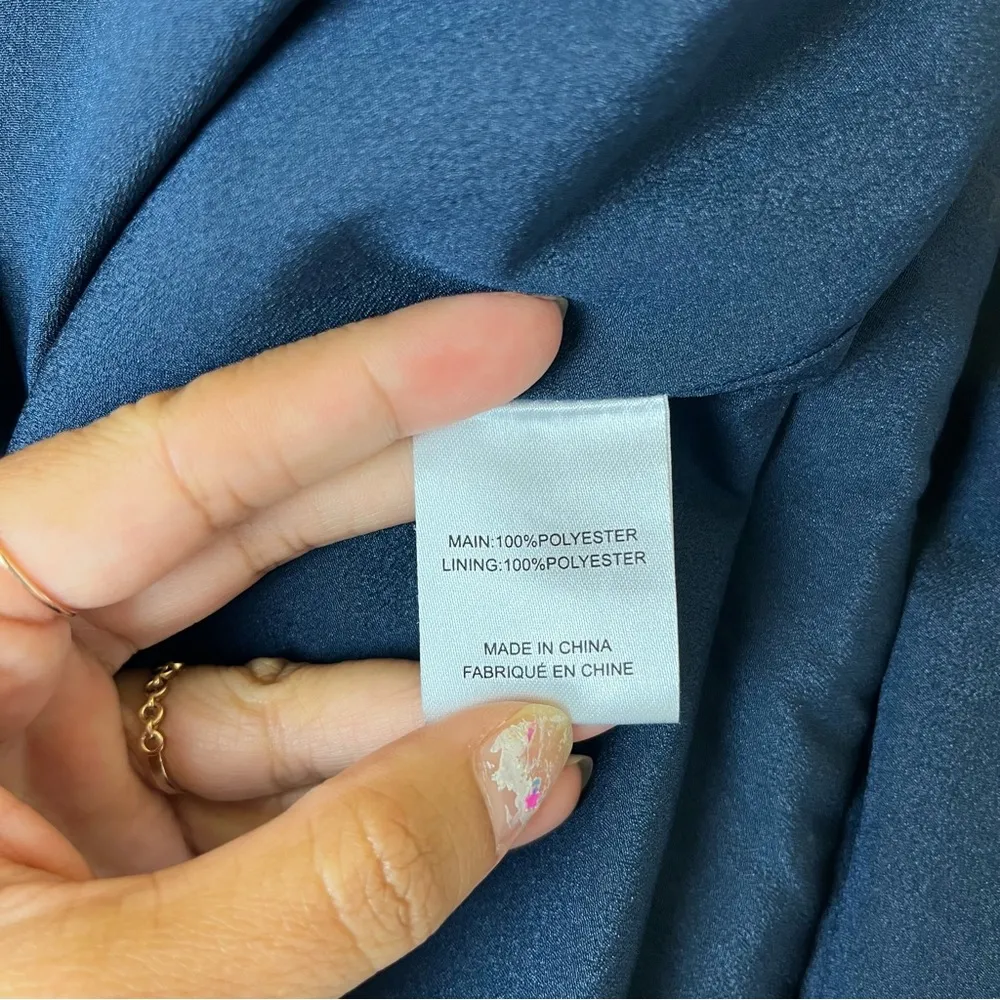 MAIN:100%POLYESTER
LINING:100%POLYESTER
MADE IN CHINA
FABRIQUÉ EN CHINE